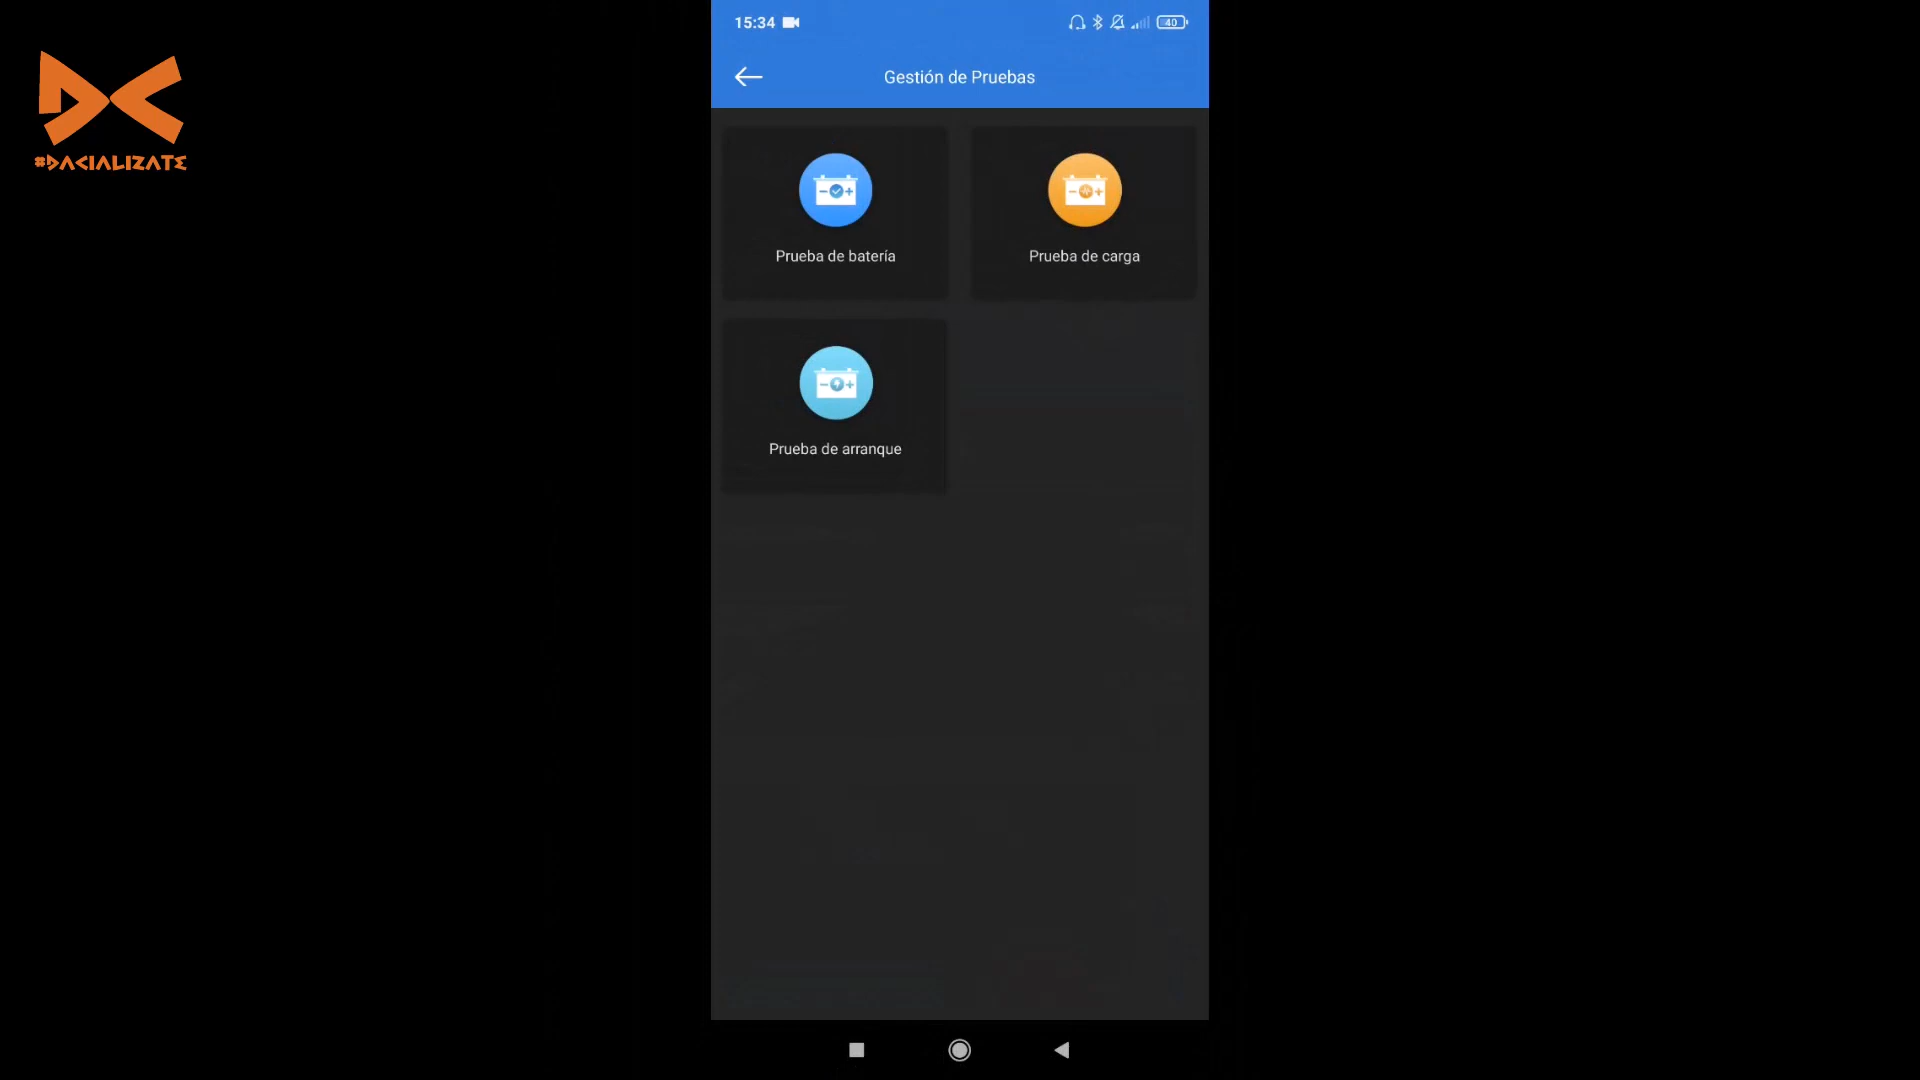 #DACIALIZATE
15:34
40
Gestión de Pruebas
Prueba de batería
Prueba de carga
Prueba de arranque